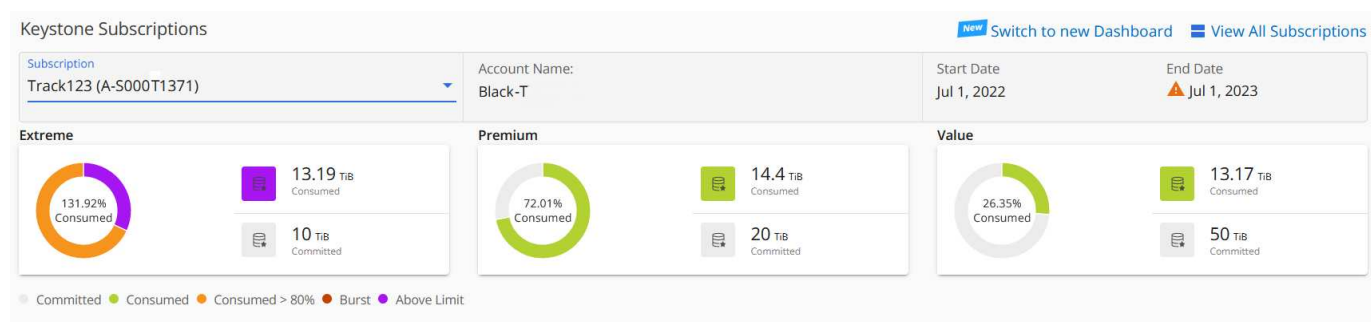 Keystone Subscriptions
New Switch to new Dashboard
View All Subscriptions
Subscription
Track123 (A-S000T1371)
Account Name:
Black-T
Start Date
Jul 1, 2022
End Date
Jul 1, 2023
Extreme
131.92%
Consumed
13.19 TiB
Consumed
10 TiB
Committed
Premium
72.01%
Consumed
14.4 TiB
Consumed
20 TiB
Committed
Value
26.35%
Consumed
13.17 TiB
Consumed
50 TiB
Committed
Committed Consumed Consumed > 80% Burst Above Limit